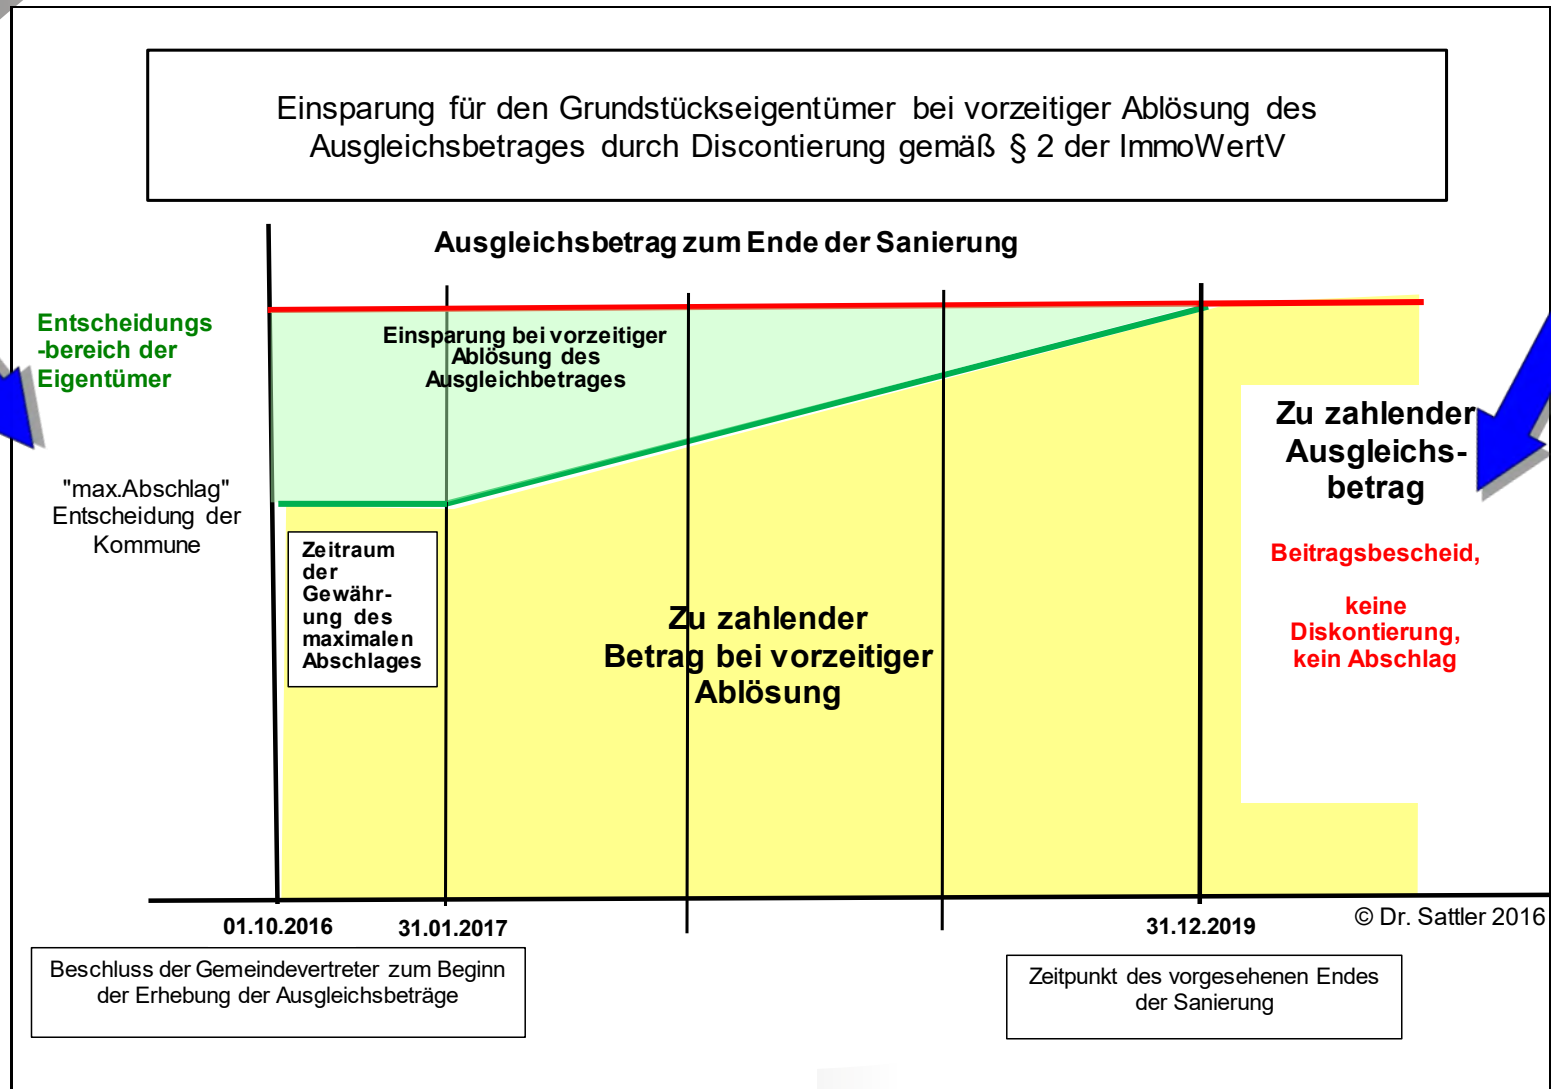 Einsparung für den Grundstückseigentümer bei vorzeitiger Ablösung des
Ausgleichsbetrages durch Discontierung gemäß § 2 der ImmoWertV
Ausgleichsbetrag zum Ende der Sanierung
Entscheidungs
-bereich der
Eigentümer
Einsparung bei vorzeitiger
Ablösung des
Ausgleichbetrages
"max.Abschlag"
Entscheidung der
Kommune
Zeitraum
der
Gewähr-
ung des
maximalen
Abschlages
Zu zahlender
Betrag bei vorzeitiger
Ablösung
Zu zahlender
Ausgleichs-
betrag
Beitragsbescheid,
keine
Diskontierung,
kein Abschlag
01.10.2016
31.01.2017
31.12.2019
© Dr. Sattler 2016
Beschluss der Gemeindevertreter zum Beginn
der Erhebung der Ausgleichsbeträge
Zeitpunkt des vorgesehenen Endes
der Sanierung